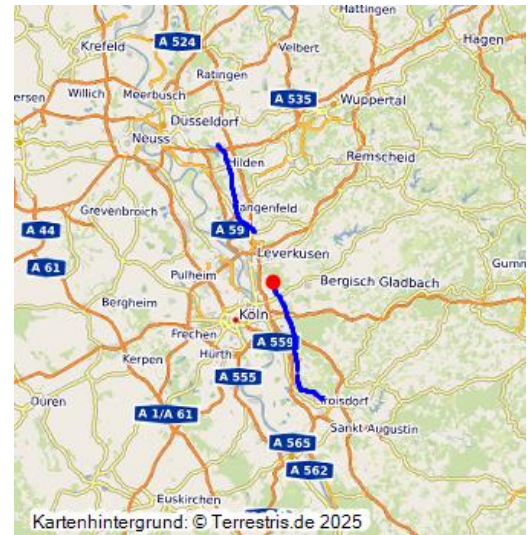 Hattingen
Krefeld
A 524
Velbert
Hagen
Ratingen
Willich
Meerbusch
A 535
Wuppertal
Düsseldorf
Neuss
Hilden
Remscheid
Grevenbroich
angenfeld
A 44
A 59
Leverkusen
A 61
Pulheim
Gumm
Bergisch Gladbach
Bergheim
Köln
Frechen
A 559
Hürth
Kerpen
A 555
Düren
Troisdorf
A 1/A 61
Sankt Augustin
A 565
A 562
Euskirchen
Kartenhintergrund: © Terrestris.de 2025